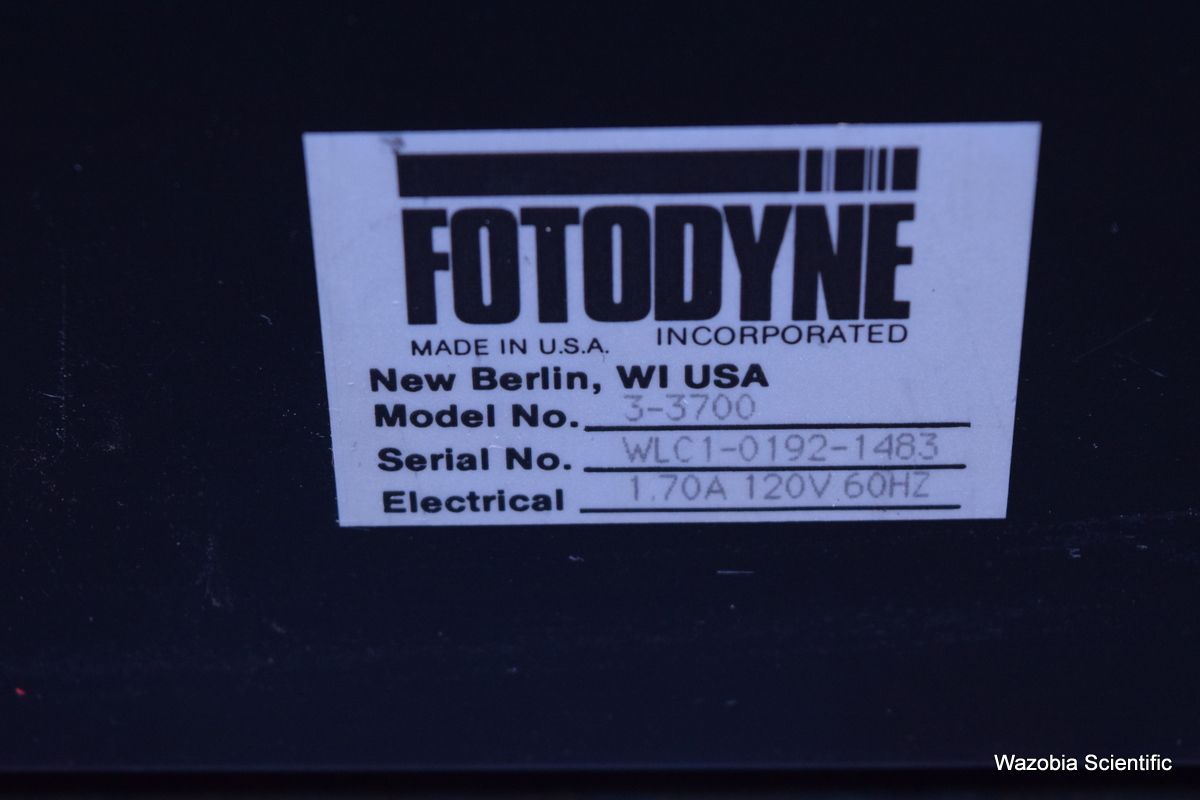 FOTODYNE
INCORPORATED
MADE IN U.S.A.
New Berlin, WI USA
Model No. 3-3700
Serial No. WLC1-0192-1483
Electrical 1.70A 120V 60HZ
Wazobia Scientific